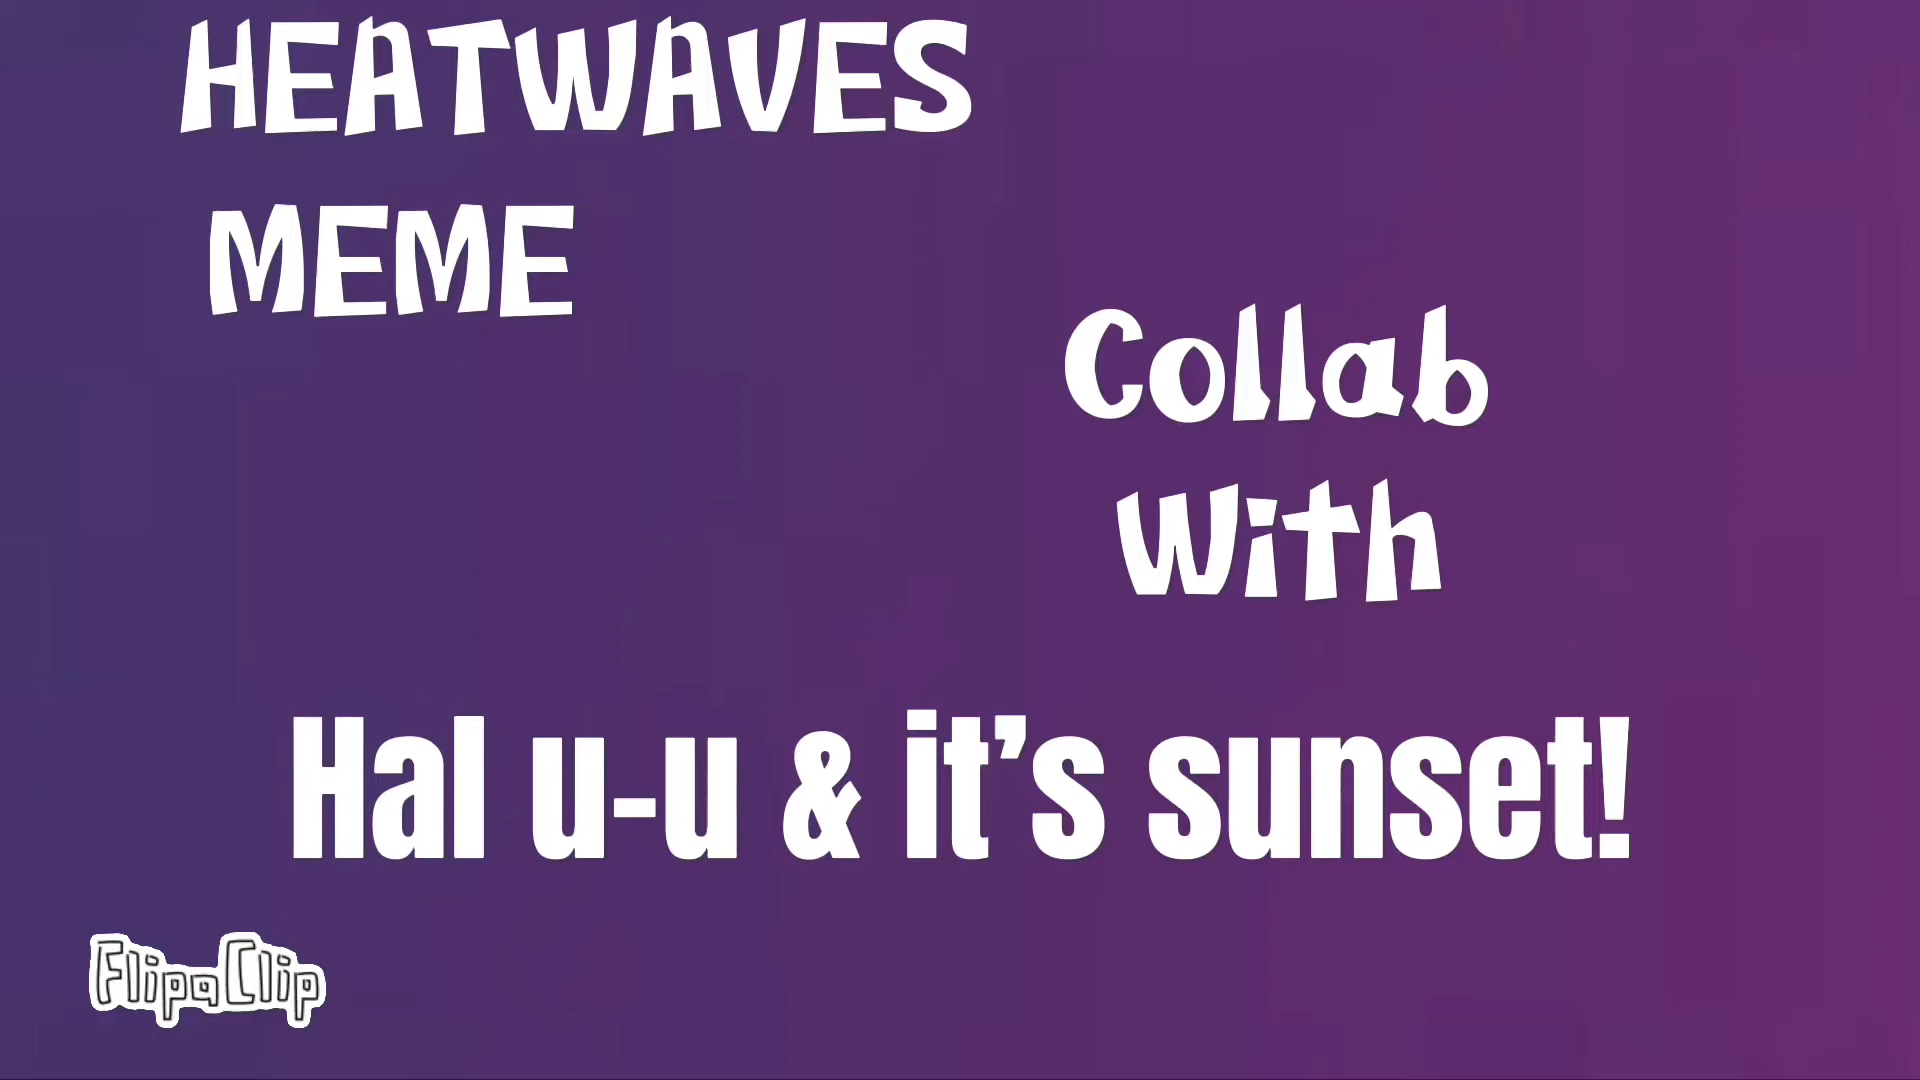 HEATWAVES
MEME
Collab
With
Hal u-u & it's sunset!
FlipaClip